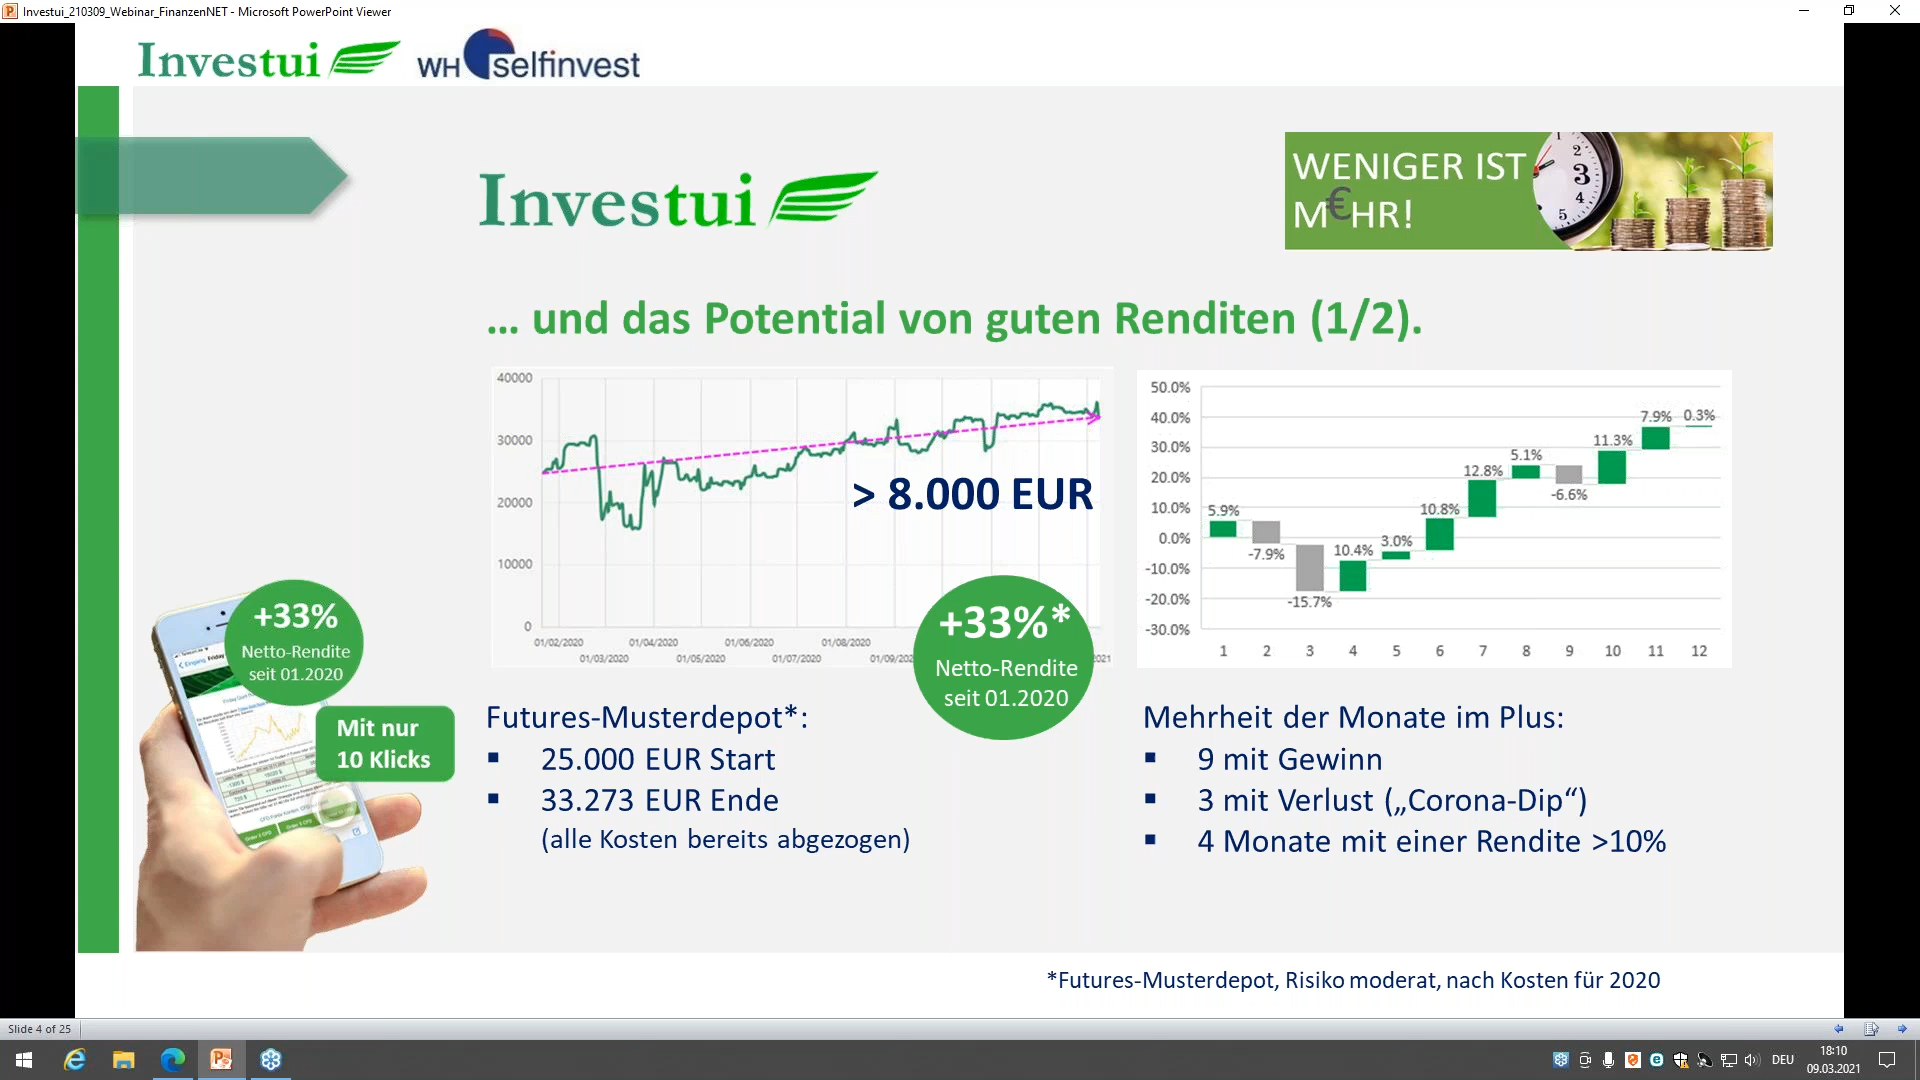 Investui_210309_Webinar_FinanzenNET - Microsoft PowerPoint Viewer
Investui
WH selfinvest
WENIGER IST
M€HR!
Investui
... und das Potential von guten Renditen (1/2).
40000
30000
20000
10000
0
01/02/2020
01/03/2020
01/04/2020
01/05/2020
01/06/2020
01/07/2020
01/08/2020
01/09/202
2021
> 8.000 EUR
+33%*
Netto-Rendite
seit 01.2020
50.0%
40.0%
30.0%
20.0%
10.0%
0.0%
-10.0%
-20.0%
-30.0%
5.9%
-7.9%
-15.7%
10.4%
3.0%
10.8%
12.8%
5.1%
-6.6%
11.3%
7.9%
0.3%
1 2 3 4 5 6 7 8 9 10 11 12
+33%
Netto-Rendite
seit 01.2020
Mit nur
10 Klicks
Futures-Musterdepot*:
▪ 25.000 EUR Start
▪ 33.273 EUR Ende
(alle Kosten bereits abgezogen)
Mehrheit der Monate im Plus:
▪ 9 mit Gewinn
▪ 3 mit Verlust („Corona-Dip“)
▪ 4 Monate mit einer Rendite >10%
*Futures-Musterdepot, Risiko moderat, nach Kosten für 2020
Slide 4 of 25
DEU
18:10
09.03.2021